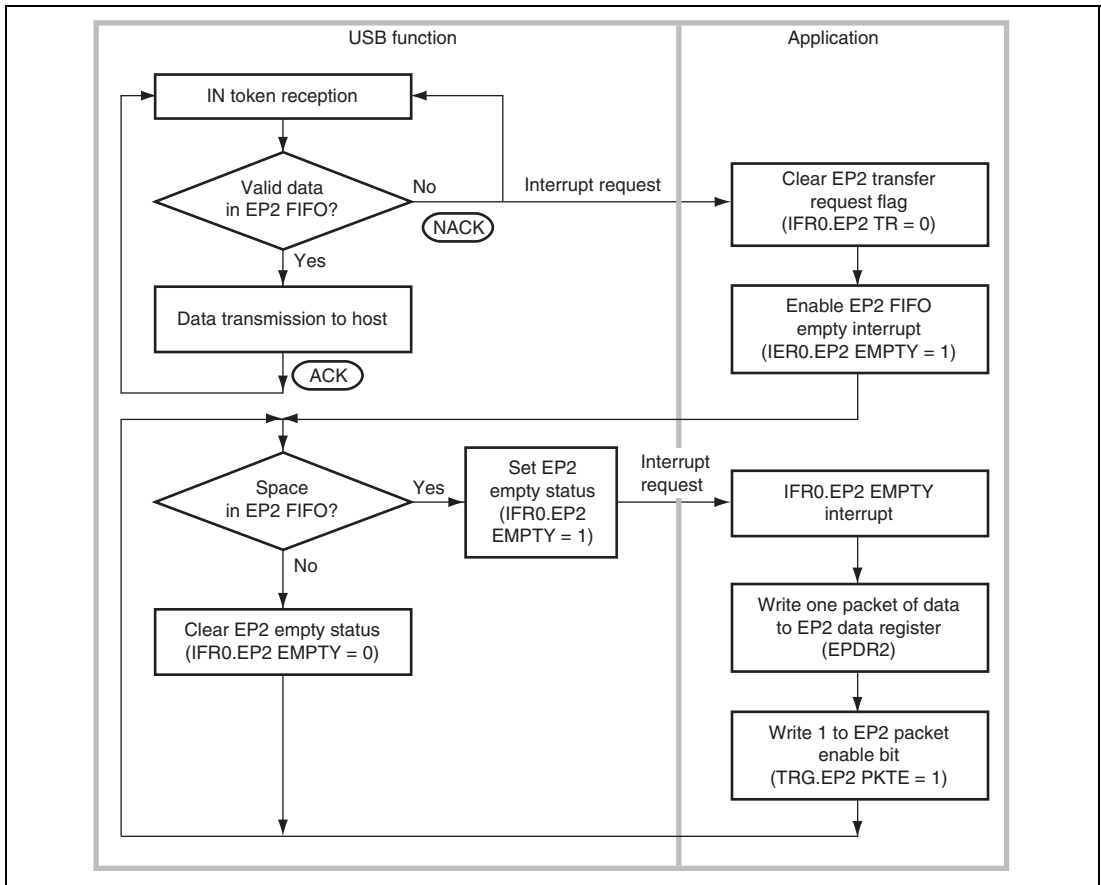 USB function
Application
IN token reception
Valid data
in EP2 FIFO?
No
NACK
Interrupt request
Clear EP2 transfer
request flag
(IFR0.EP2 TR = 0)
Yes
Data transmission to host
ACK
Enable EP2 FIFO
empty interrupt
(IER0.EP2 EMPTY = 1)
Space
in EP2 FIFO?
Yes
Set EP2
empty status
(IFR0.EP2
EMPTY = 1)
Interrupt
request
IFR0.EP2 EMPTY
interrupt
No
Clear EP2 empty status
(IFR0.EP2 EMPTY = 0)
Write one packet of data
to EP2 data register
(EPDR2)
Write 1 to EP2 packet
enable bit
(TRG.EP2 PKTE = 1)